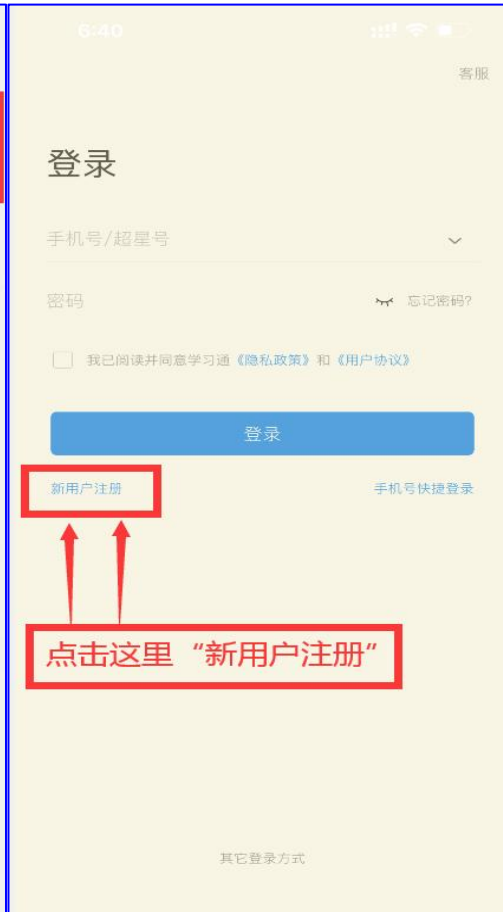 6:40
客服
登录
手机号/超星号
密码
忘记密码?
我已阅读并同意学习通《隐私政策》和《用户协议》
登录
新用户注册
手机号快捷登录
点击这里“新用户注册”
其它登录方式